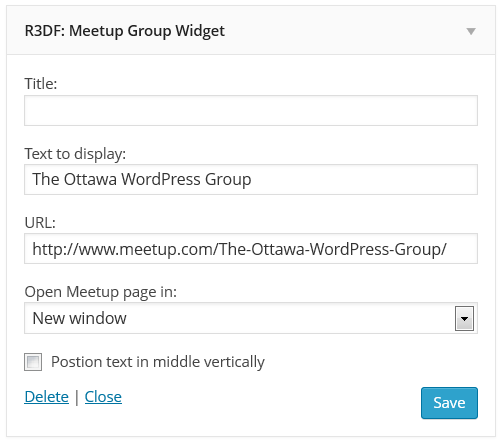 R3DF: Meetup Group Widget
Title:
Text to display:
The Ottawa WordPress Group
URL:
http://www.meetup.com/The-Ottawa-WordPress-Group/
Open Meetup page in:
New window
Postion text in middle vertically
Delete | Close
Save